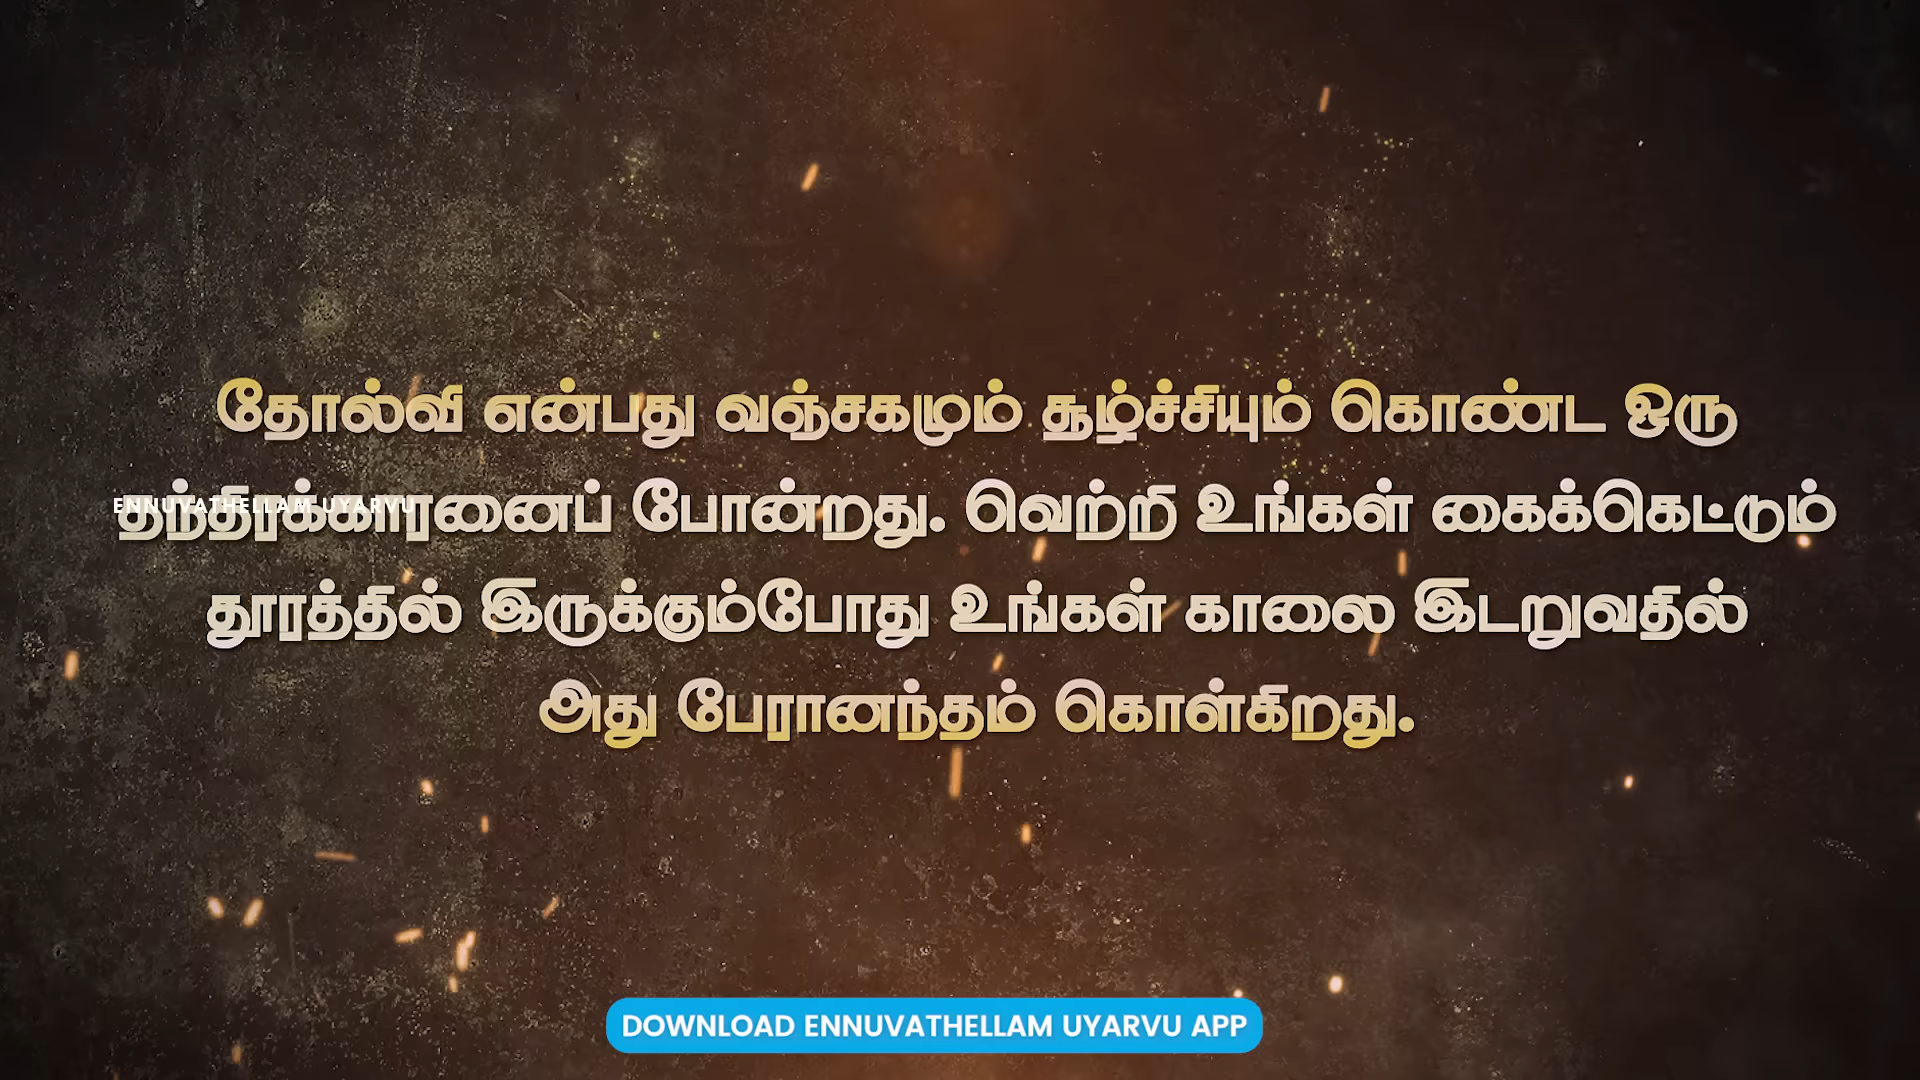 தோல்வி என்பது வஞ்சகமும் சூழ்ச்சியும் கொண்ட ஒரு
தந்திரக்காரனைப் போன்றது. வெற்றி உங்கள் கைக்கெட்டும்
ENNUVATHELLAM UYARVU
தூரத்தில் இருக்கும்போது உங்கள் காலை இடறுவதில்
அது பேரானந்தம் கொள்கிறது.
DOWNLOAD ENNUVATHELLAM UYARVU APP